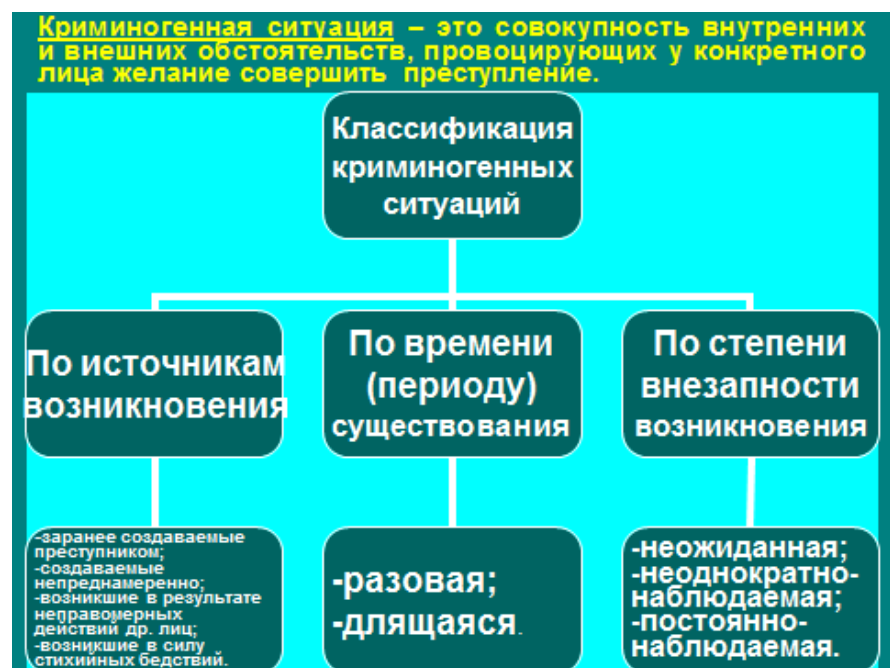 Криминогенная ситуация – это совокупность внутренних
и внешних обстоятельств, провоцирующих у конкретного
лица желание совершить преступление.
Классификация
криминогенных
ситуаций
По источникам
возникновения
По времени
(периоду)
существования
По степени
внезапности
возникновения
-заранее создаваемые
преступником;
-создаваемые
непреднамеренно;
-возникшие в результате
неправомерных
действий др. лиц;
-возникшие в силу
стихийных бедствий.
-разовая;
-длящаяся.
-неожиданная;
-неоднократно-
наблюдаемая;
-постоянно-
наблюдаемая.